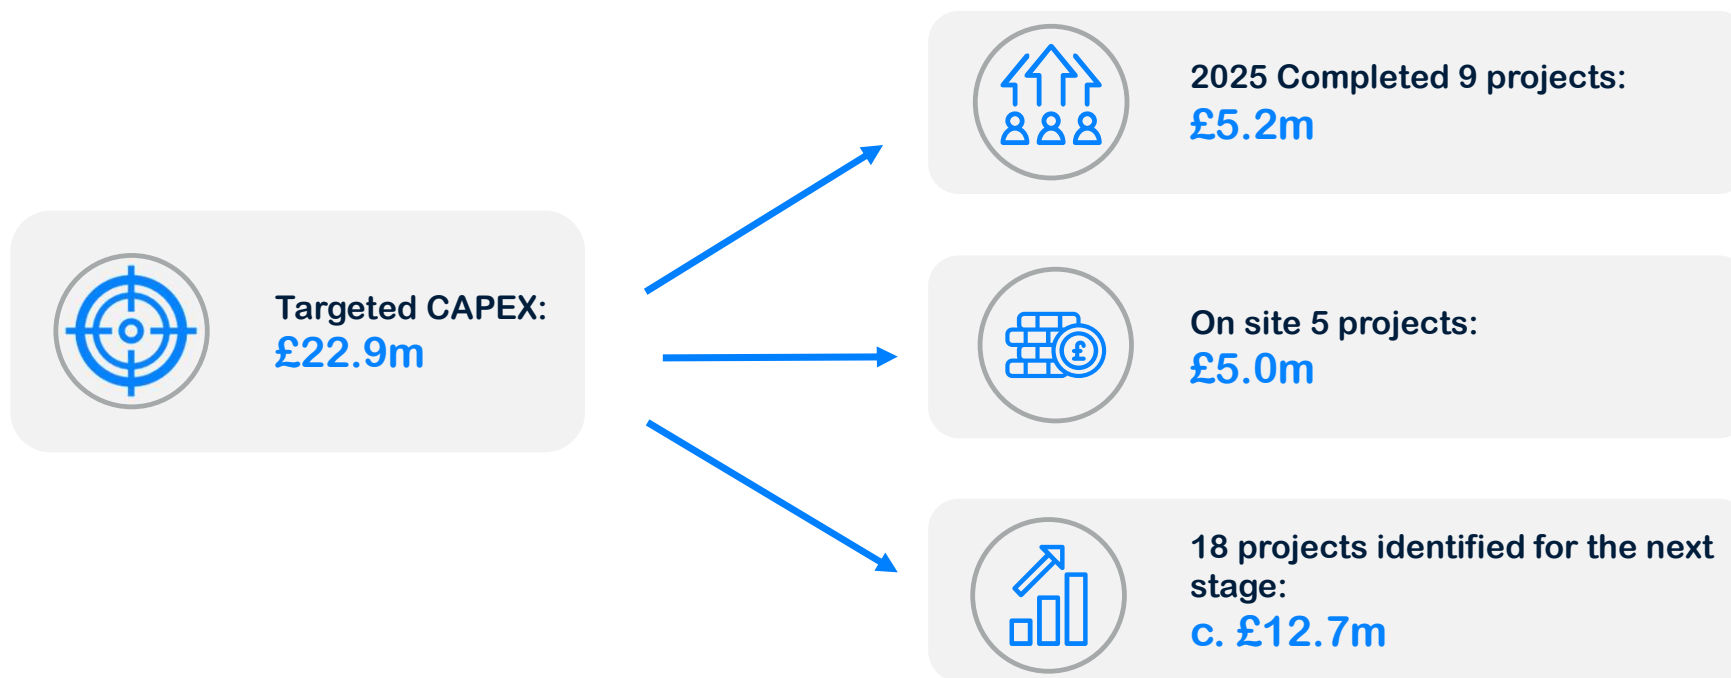 Targeted CAPEX:
£22.9m
2025 Completed 9 projects:
£5.2m
On site 5 projects:
£5.0m
£
18 projects identified for the next
stage:
c. £12.7m